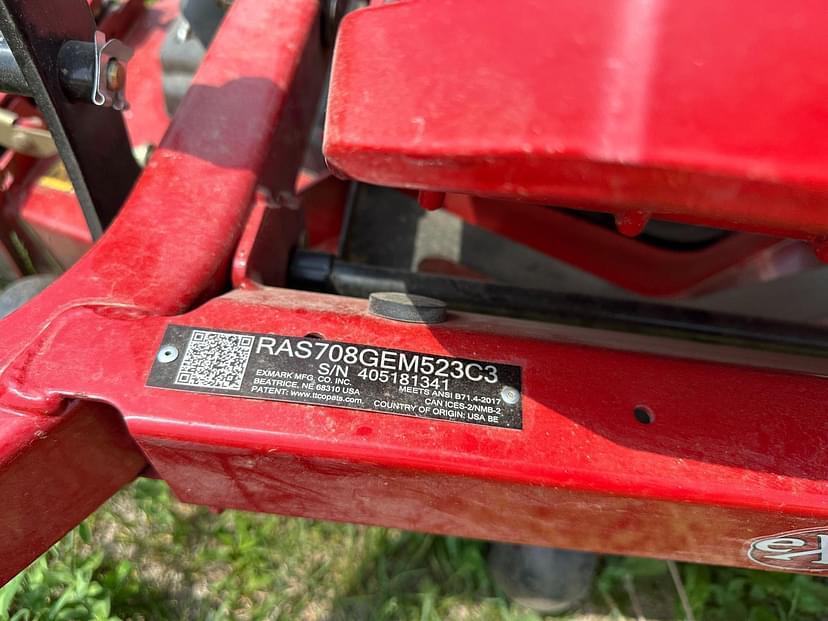 RAS708GEM523C3
S/N 405181341
EXMARK MFG. CO. INC.
BEATRICE, NE 68310 USA
PATENT: www.ttcopats.com
MEETS ANSI B71.4-2017
CAN ICES-2/NMB-2
COUNTRY OF ORIGIN: USA BE